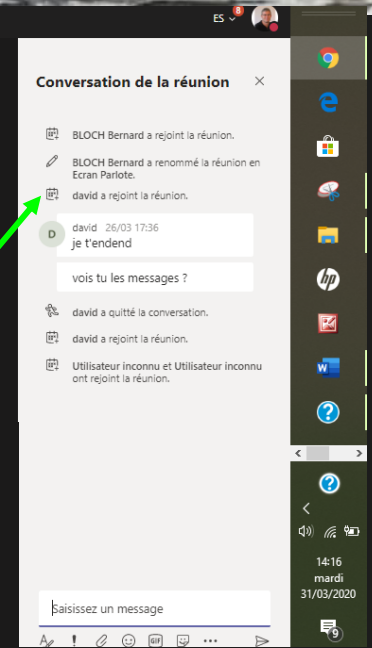 ES
8
Conversation de la réunion
BLOCH Bernard a rejoint la réunion.
BLOCH Bernard a renommé la réunion en
Ecran Parlote.
david a rejoint la réunion.
D
david 26/03 17:36
je t'endend
vois tu les messages ?
david a quitté la conversation.
david a rejoint la réunion.
Utilisateur inconnu et Utilisateur inconnu
ont rejoint la réunion.
hp
W
?
?
14:16
mardi
31/03/2020
9
Saisissez un message
GIF